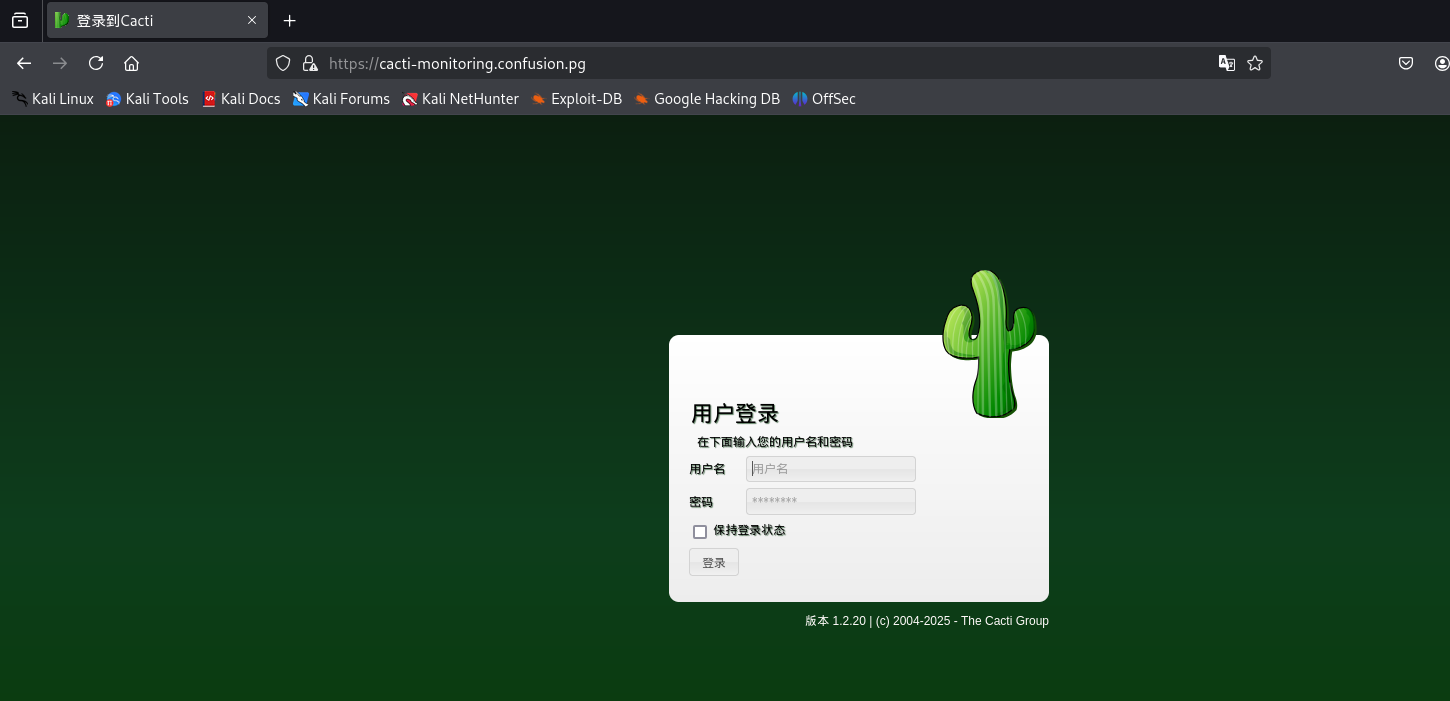 登录到Cacti
https://cacti-monitoring.confusion.pg
Kali Linux Kali Tools Kali Docs Kali Forums Kali NetHunter Exploit-DB Google Hacking DB OffSec
用户登录
在下面输入您的用户名和密码
用户名 用户名
密码 ********
保持登录状态
登录
版本 1.2.20 | (c) 2004-2025 - The Cacti Group